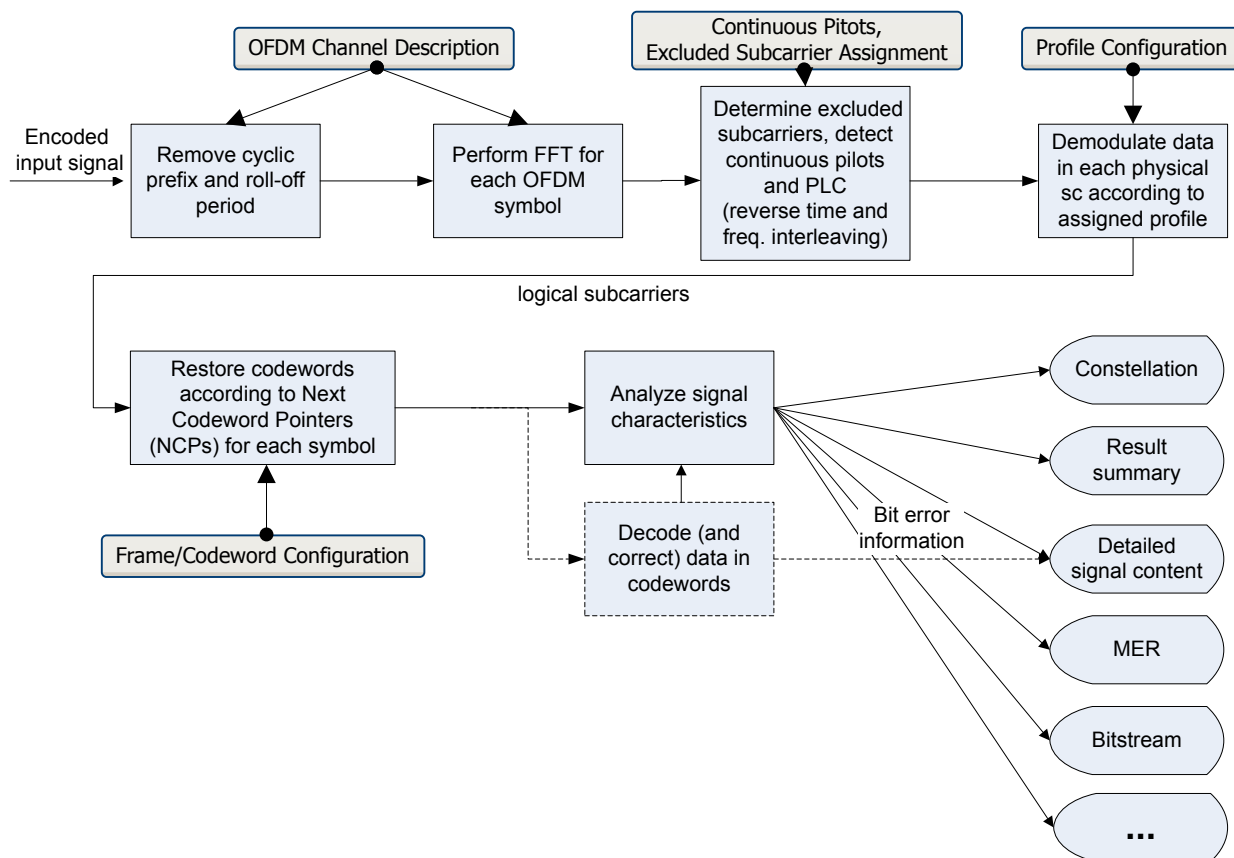 OFDM Channel Description
Continuous Pitots,
Excluded Subcarrier Assignment
Profile Configuration
Encoded
input signal
Remove cyclic
prefix and roll-off
period
Perform FFT for
each OFDM
symbol
Determine excluded
subcarriers, detect
continuous pilots
and PLC
(reverse time and
freq. interleaving)
Demodulate data
in each physical
sc according to
assigned profile
logical subcarriers
Restore codewords
according to Next
Codeword Pointers
(NCPs) for each symbol
Analyze signal
characteristics
Constellation
Result
summary
Bit error
information
Frame/Codeword Configuration
Decode (and
correct) data in
codewords
Detailed
signal content
MER
Bitstream
...